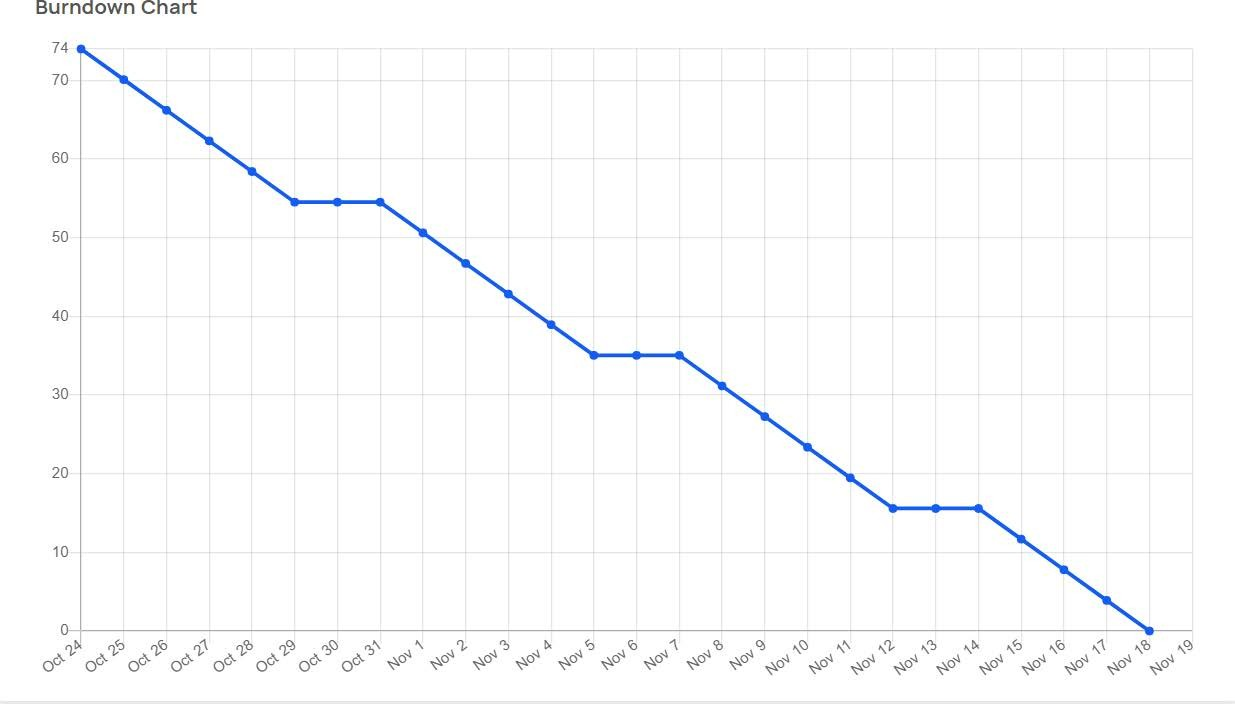 Burndown Chart
74
70
60
50
40
30
20
10
0
Oct 24
Oct 25
Oct 26
Oct 27
Oct 28
Oct 29
Oct 30
Oct 31
Nov 1
Nov 2
Nov 3
Nov 4
Nov 5
Nov 6
Nov 7
Nov 8
Nov 9
Nov 10
Nov 11
Nov 12
Nov 13
Nov 14
Nov 15
Nov 16
Nov 17
Nov 18
Nov 19